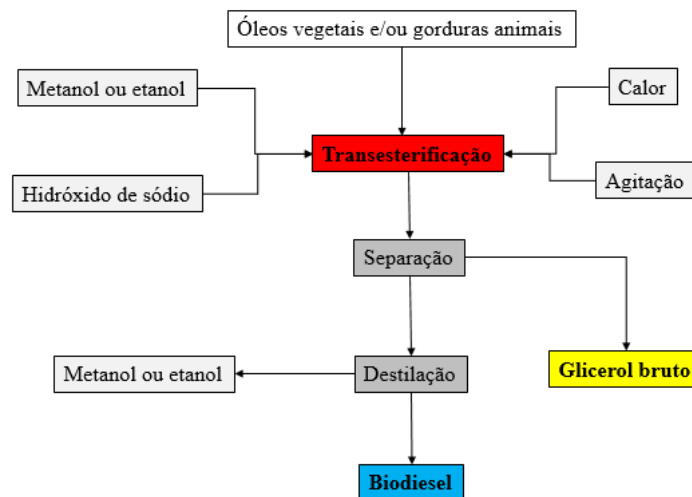 Óleos vegetais e/ou gorduras animais
Metanol ou etanol
Calor
Transesterificação
Hidróxido de sódio
Agitação
Separação
Metanol ou etanol
Destilação
Glicerol bruto
Biodiesel